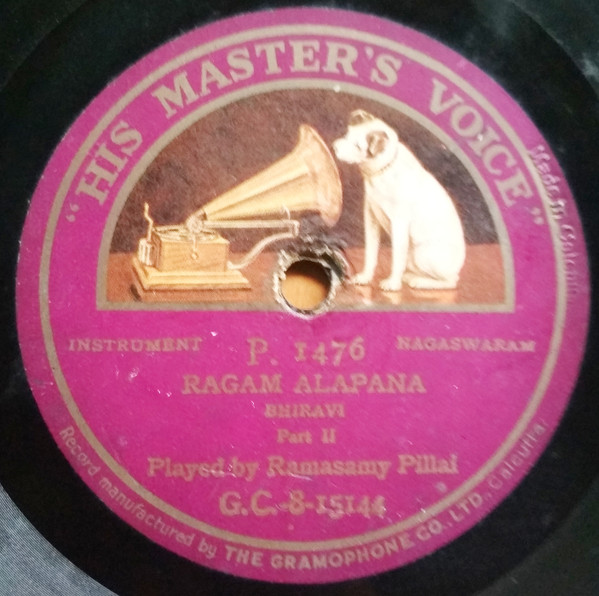 "HIS MASTER'S VOICE"
Made in Calcutta
INSTRUMENT P. 1476 NAGASWARAM
RAGAM ALAPANA
BHIRAVI
Part II
Played by Ramasamy Pillai
G.C.-8-15144
Record manufactured by THE GRAMOPHONE CO., LTD., Calcutta.